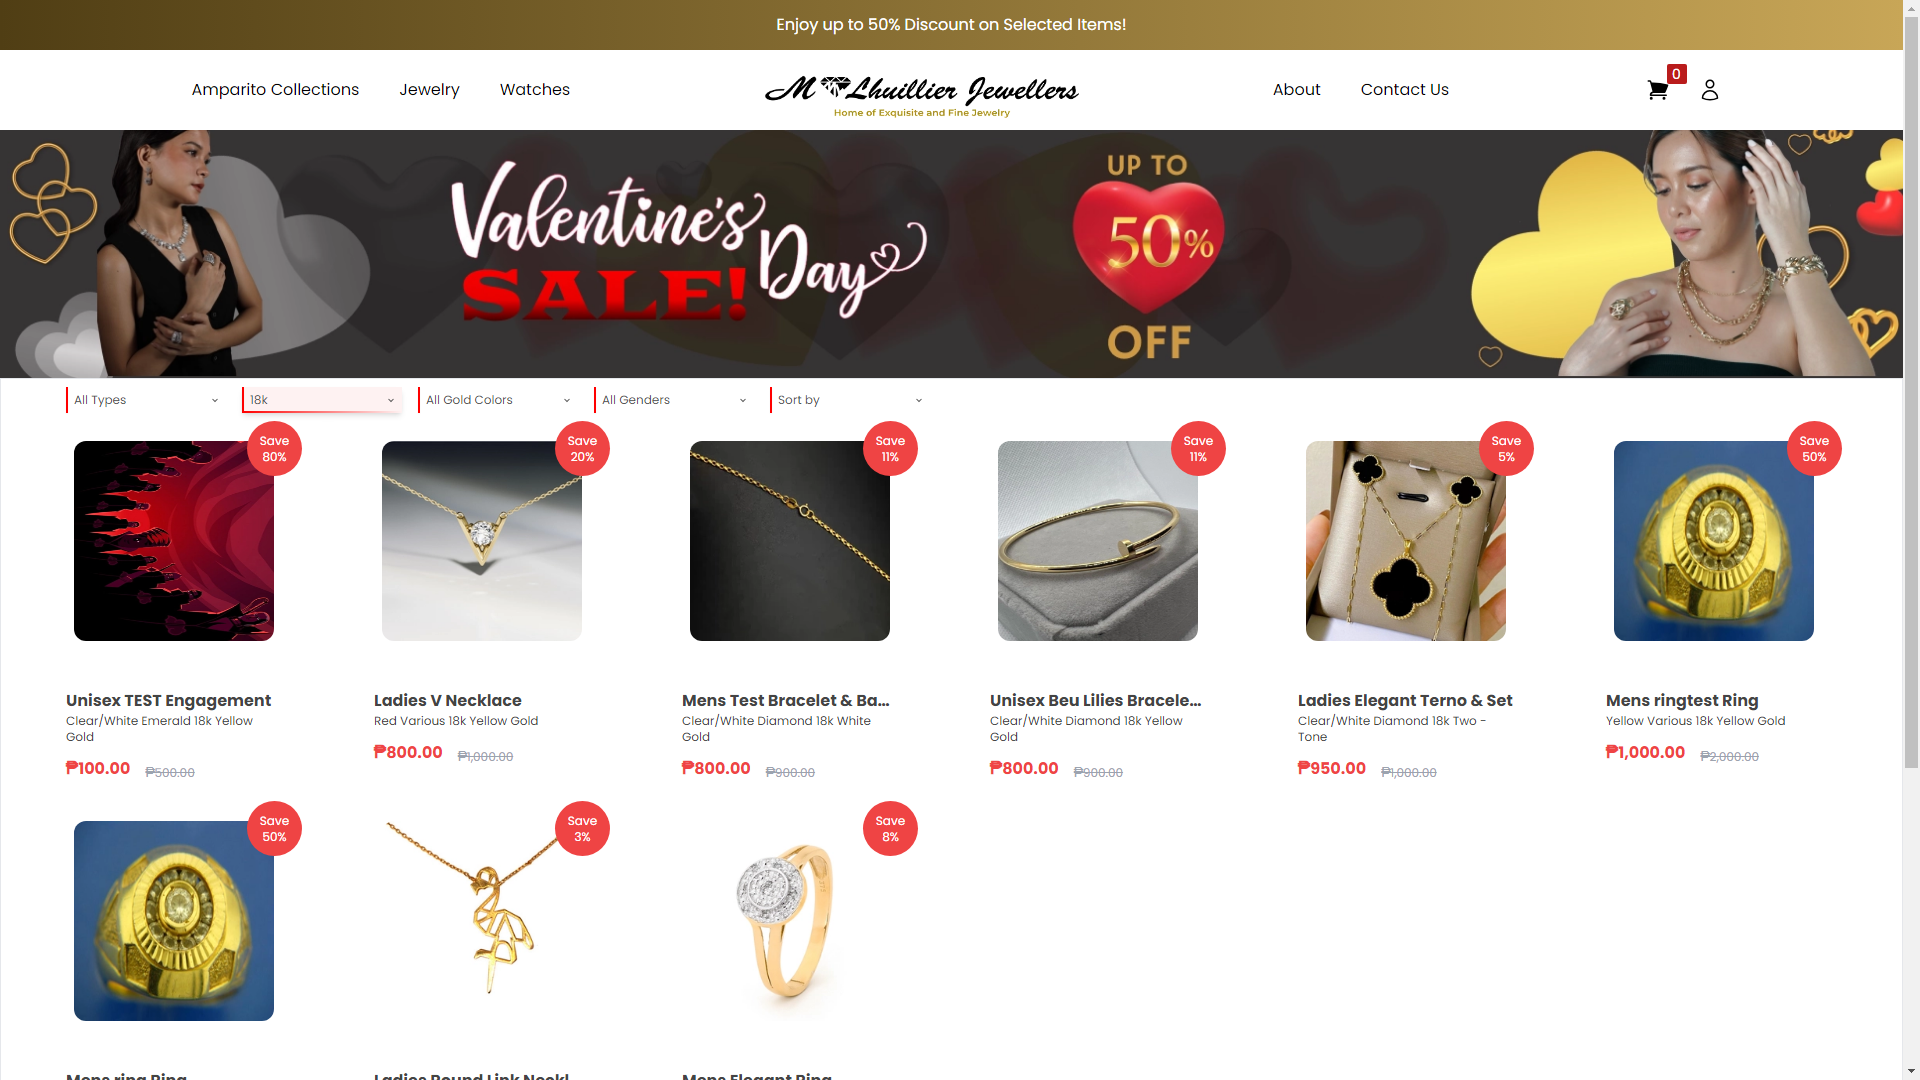 Enjoy up to 50% Discount on Selected Items!
Amparito Collections
Jewelry
Watches
M Lhuillier Jewellers
Home of Exquisite and Fine Jewelry
About
Contact Us
0
Valentine's
Day
SALE!
UP TO
50%
OFF
All Types
18k
All Gold Colors
All Genders
Sort by
Save
80%
Unisex TEST Engagement
Clear/White Emerald 18k Yellow
Gold
₱100.00 ₱500.00
Save
20%
Ladies V Necklace
Red Various 18k Yellow Gold
₱800.00 ₱1,000.00
Save
11%
Mens Test Bracelet & Ba...
Clear/White Diamond 18k White
Gold
₱800.00 ₱900.00
Save
11%
Unisex Beu Lilies Bracele...
Clear/White Diamond 18k Yellow
Gold
₱800.00 ₱900.00
Save
5%
Ladies Elegant Terno & Set
Clear/White Diamond 18k Two -
Tone
₱950.00 ₱1,000.00
Save
50%
Mens ringtest Ring
Yellow Various 18k Yellow Gold
₱1,000.00 ₱2,000.00
Save
50%
Mens ring Ring
Save
3%
Ladies Round Link Neckl
Save
8%
Mens Elegant Ring